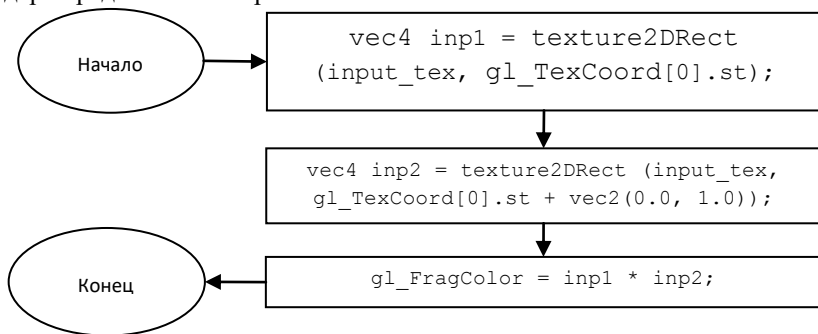 Начало
vec4 inp1 = texture2DRect
(input_tex, gl_TexCoord[0].st);
vec4 inp2 = texture2DRect (input_tex,
gl_TexCoord[0].st + vec2(0.0, 1.0));
gl_FragColor = inp1 * inp2;
Конец